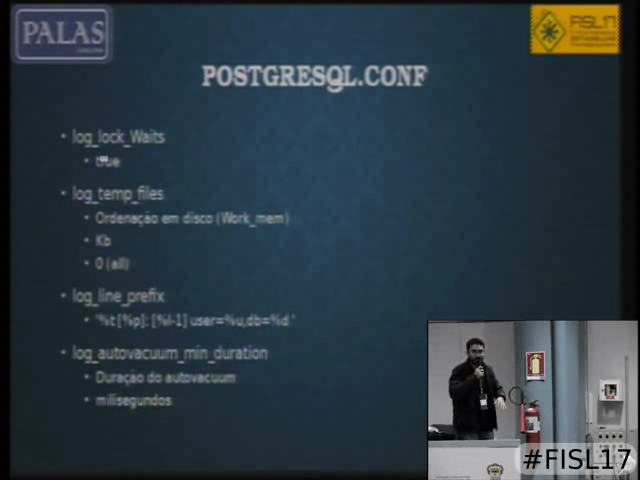 PALAS
FISL17
POSTGRESQL.CONF
• log_lock_Waits
• true
• log_temp_files
• Ordenação em disco (Work_mem)
• Kb
• 0 (all)
• log_line_prefix
• '%t [%p]: [%l-1] user=%u,db=%d '
• log_autovacuum_min_duration
• Duração do autovacuum
• milisegundos
#FISL17